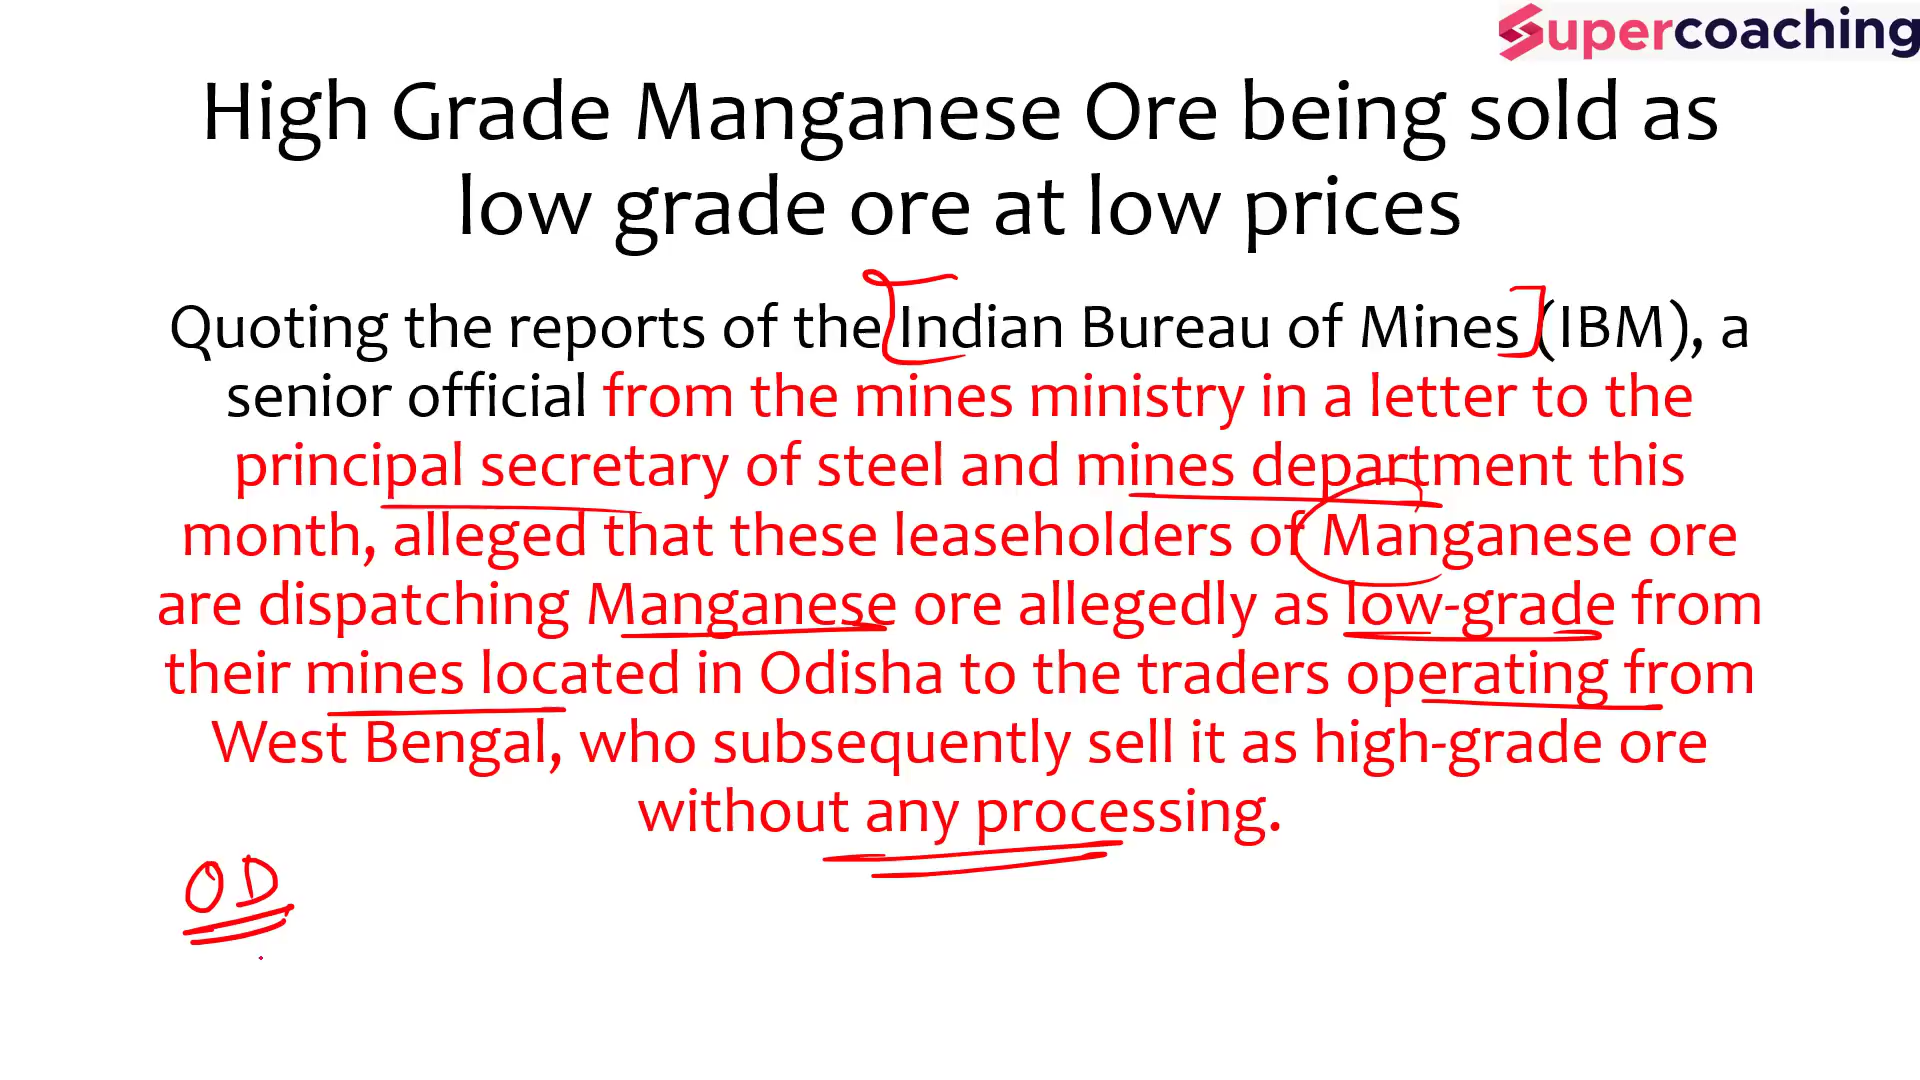 Supercoaching
High Grade Manganese Ore being sold as
low grade ore at low prices
Quoting the reports of the Indian Bureau of Mines (IBM), a
senior official from the mines ministry in a letter to the
principal secretary of steel and mines department this
month, alleged that these leaseholders of Manganese ore
are dispatching Manganese ore allegedly as low-grade from
their mines located in Odisha to the traders operating from
West Bengal, who subsequently sell it as high-grade ore
without any processing.
OD